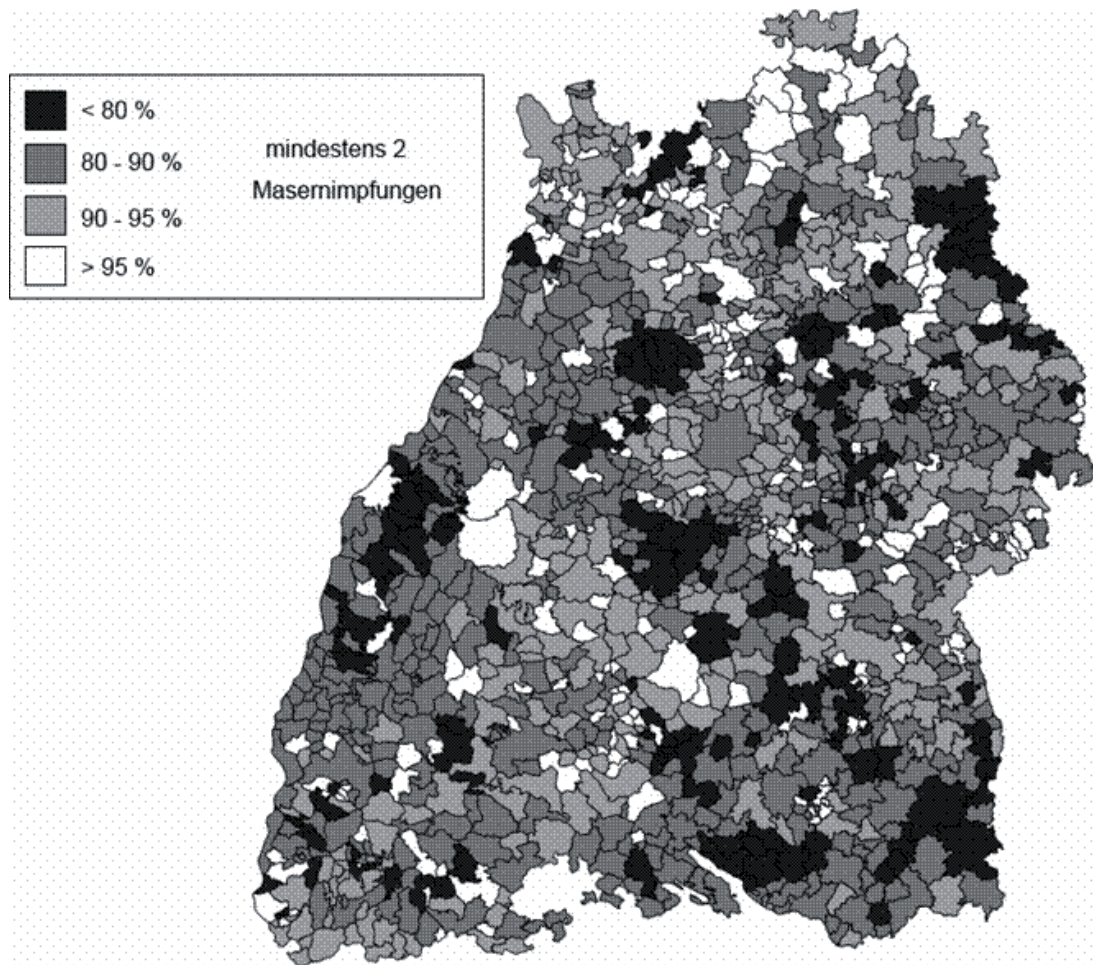 < 80 %
80 - 90 %
90 - 95 %
> 95 %
mindestens 2
Masernimpfungen